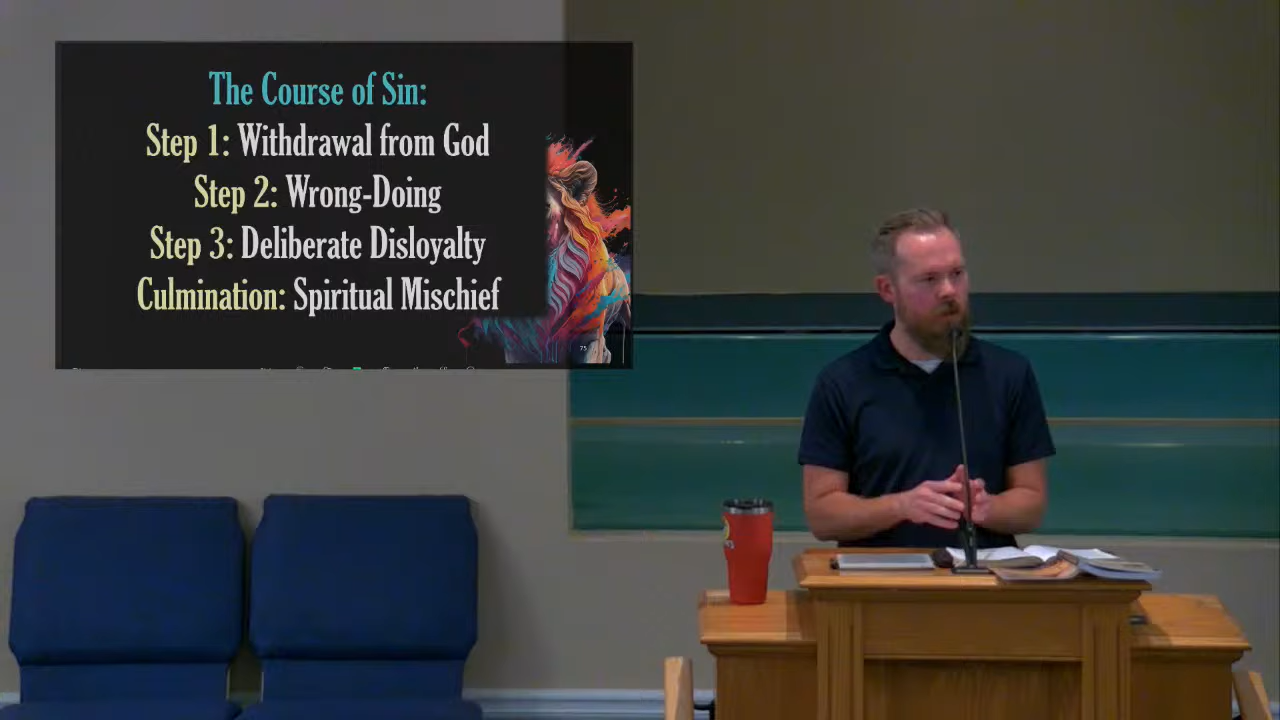 The Course of Sin:
Step 1: Withdrawal from God
Step 2: Wrong-Doing
Step 3: Deliberate Disloyalty
Culmination: Spiritual Mischief
75